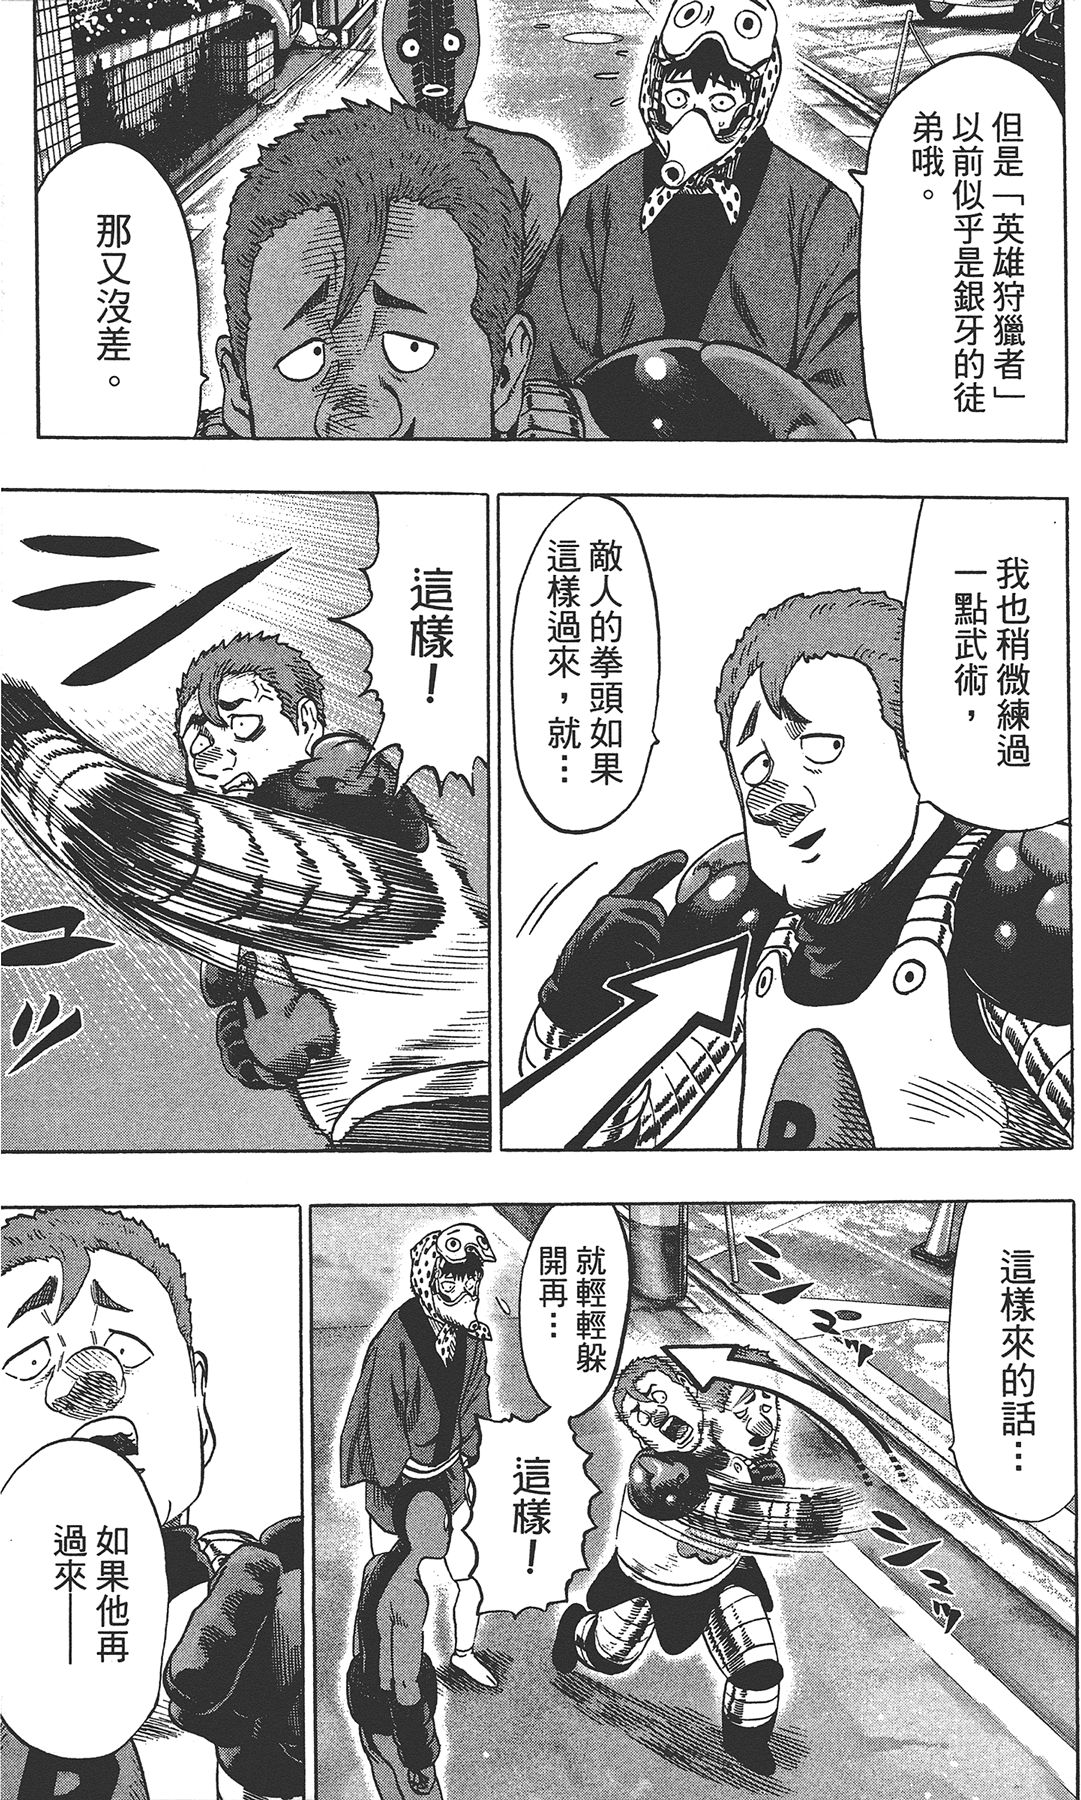 但是「英雄狩獵者」
以前似乎是銀牙的徒
弟哦。
那又沒差。
我也稍微練過
一點武術，
敵人的拳頭如果
這樣過來，就…
這樣！
這樣來的話…
就輕輕躲
開再…
這樣！
如果他再
過來——